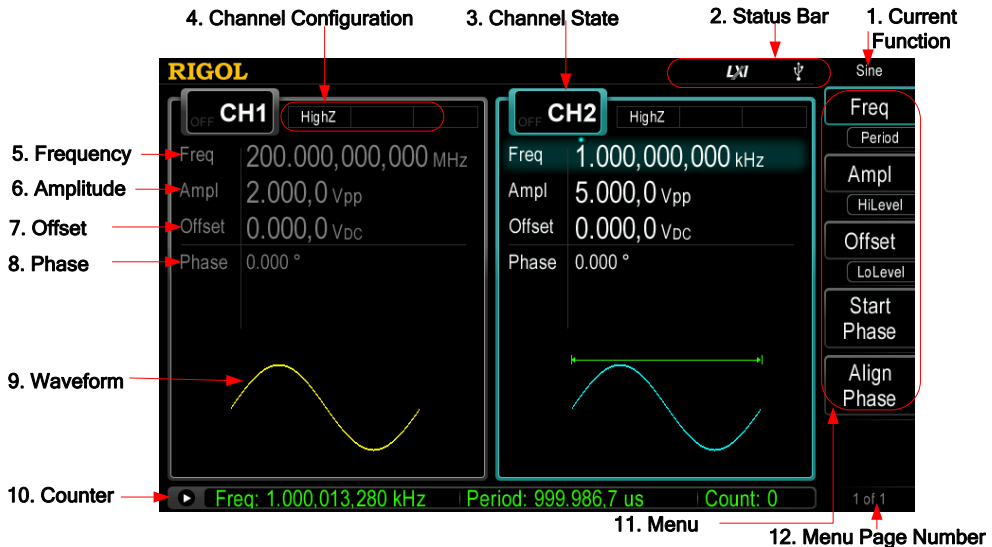 4. Channel Configuration
3. Channel State
2. Status Bar
1. Current
Function
RIGOL
LXI
Sine
OFF CH1
HighZ
OFF CH2
HighZ
Freq
Period
Ampl
HiLevel
Offset
LoLevel
Start
Phase
Align
Phase
5. Frequency
Freq 200.000,000,000 MHz
Freq 1.000,000,000 kHz
6. Amplitude
Ampl 2.000,0 Vpp
Ampl 5.000,0 Vpp
7. Offset
Offset 0.000,0 VDC
Offset 0.000,0 VDC
8. Phase
Phase 0.000 °
Phase 0.000 °
9. Waveform
10. Counter
Freq: 1.000,013,280 kHz Period: 999.986,7 us Count: 0
1 of 1
11. Menu
12. Menu Page Number